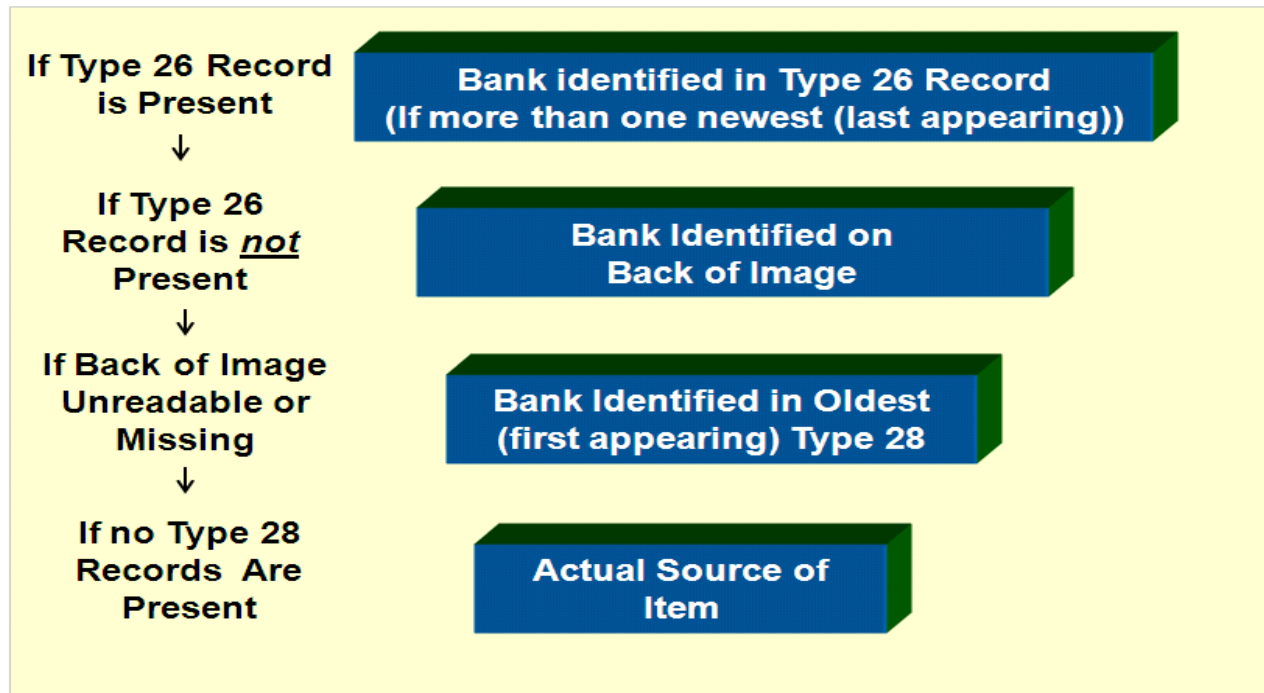 If Type 26 Record
is Present
Bank identified in Type 26 Record
(If more than one newest (last appearing))
If Type 26
Record is not
Present
Bank Identified on
Back of Image
If Back of Image
Unreadable or
Missing
Bank Identified in Oldest
(first appearing) Type 28
If no Type 28
Records Are
Present
Actual Source of
Item